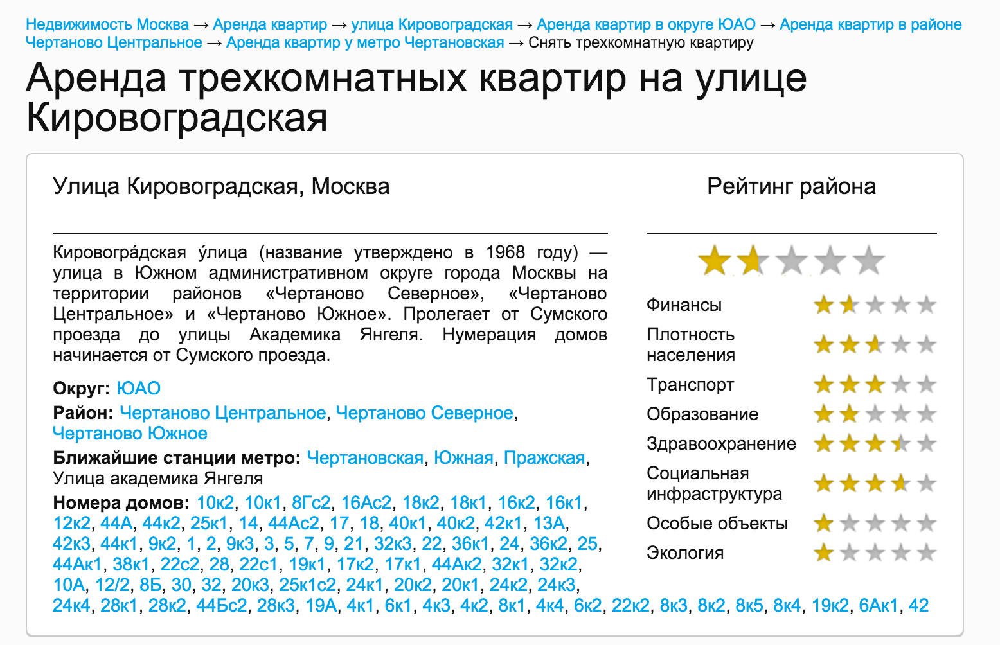 Недвижимость Москва → Аренда квартир → улица Кировоградская → Аренда квартир в округе ЮАО → Аренда квартир в районе
Чертаново Центральное → Аренда квартир у метро Чертановская → Снять трехкомнатную квартиру
Аренда трехкомнатных квартир на улице
Кировоградская
Улица Кировоградская, Москва
Кировогра́дская у́лица (название утверждено в 1968 году) —
улица в Южном административном округе города Москвы на
территории районов «Чертаново Северное», «Чертаново
Центральное» и «Чертаново Южное». Пролегает от Сумского
проезда до улицы Академика Янгеля. Нумерация домов
начинается от Сумского проезда.
Округ: ЮАО
Район: Чертаново Центральное, Чертаново Северное,
Чертаново Южное
Ближайшие станции метро: Чертановская, Южная, Пражская,
Улица академика Янгеля
Номера домов: 10к2, 10к1, 8Гс2, 16Ас2, 18к2, 18к1, 16к2, 16к1,
12к2, 44А, 44к2, 25к1, 14, 44Ас2, 17, 18, 40к1, 40к2, 42к1, 13А,
42к3, 44к1, 9к2, 1, 2, 9к3, 3, 5, 7, 9, 21, 32к3, 22, 36к1, 24, 36к2, 25,
44Ак1, 38к1, 22с2, 28, 22с1, 19к1, 17к2, 17к1, 44Ак2, 32к1, 32к2,
10А, 12/2, 8Б, 30, 32, 20к3, 25к1с2, 24к1, 20к2, 20к1, 24к2, 24к3,
24к4, 28к1, 28к2, 44Бс2, 28к3, 19А, 4к1, 6к1, 4к3, 4к2, 8к1, 4к4, 6к2, 22к2, 8к3, 8к2, 8к5, 8к4, 19к2, 6Ак1, 42
Рейтинг района
Финансы
Плотность
населения
Транспорт
Образование
Здравоохранение
Социальная
инфраструктура
Особые объекты
Экология